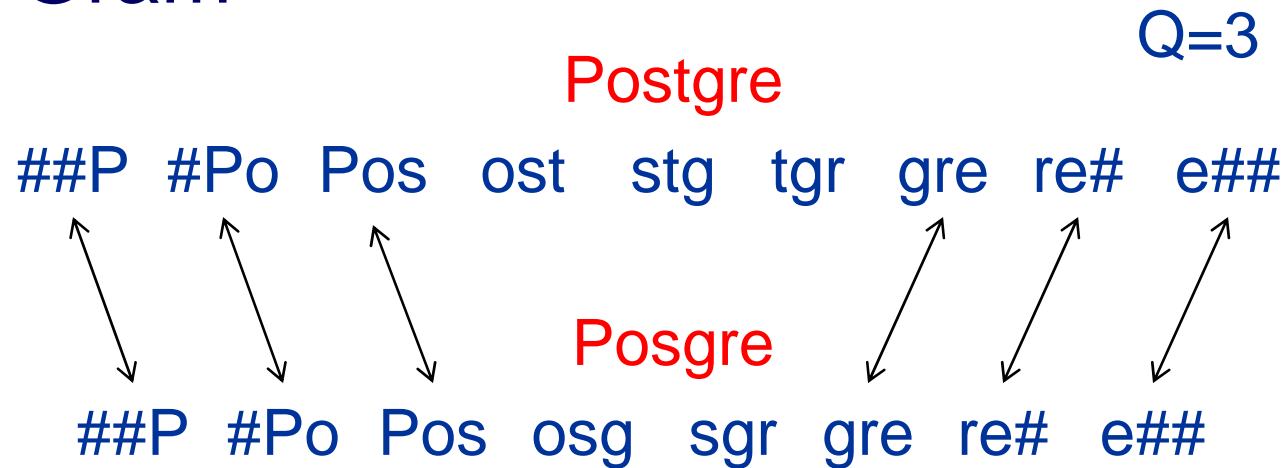 Q=3
Postgre
##P #Po Pos ost stg tgr gre re# e##
Posgre
##P #Po Pos osg sgr gre re# e##